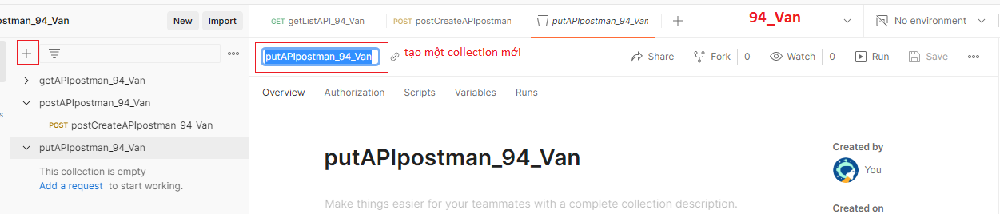 ostman_94_Van
New
Import
GET getListAPI_94_Van
POST postCreateAPIpostman
putAPIpostman_94_Van
94_Van
No environment
putAPIpostman_94_Van
tạo một collection mới
Share
Fork
0
Watch
0
Run
Save
getAPIpostman_94_Van
postAPIpostman_94_Van
POST postCreateAPIpostman_94_Van
putAPIpostman_94_Van
This collection is empty
Add a request to start working.
Overview
Authorization
Scripts
Variables
Runs
putAPIpostman_94_Van
Make things easier for your teammates with a complete collection description.
Created by
You
Created on